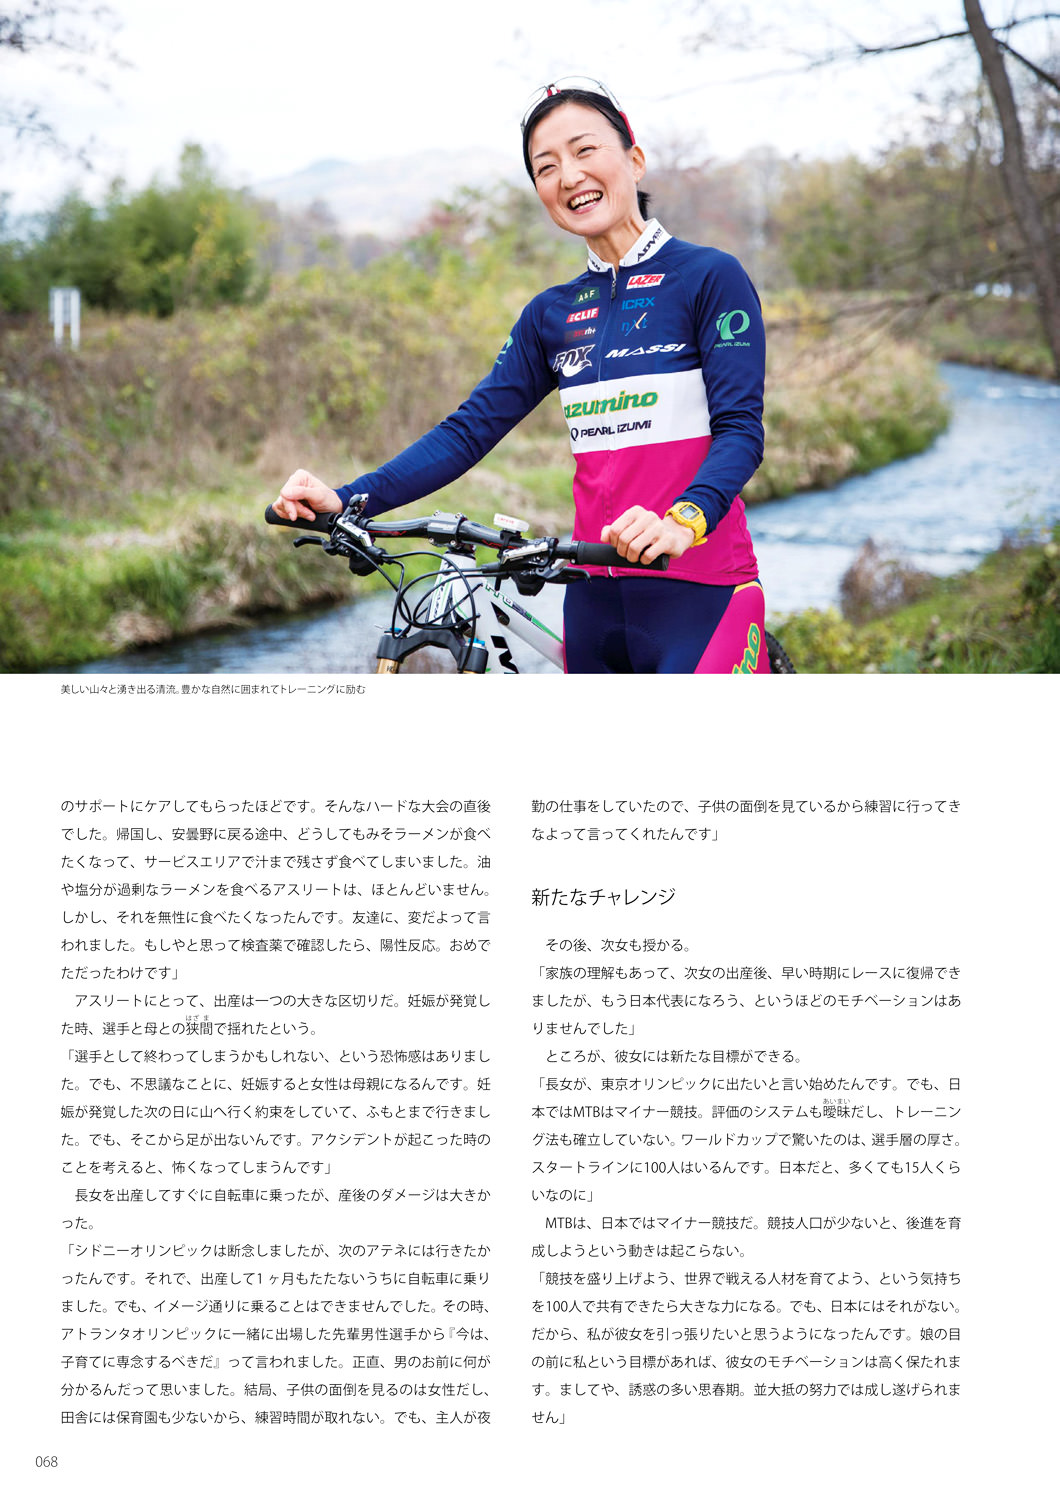 ADVENT
LAZER
A&F
ECLIF
ICRX
rh+
nXt
FOX
MASSI
PEARL IZUMI
azumino
PEARL IZUMI
美しい山々と湧き出る清流。豊かな自然に囲まれてトレーニングに励む
のサポートにケアしてもらったほどです。そんなハードな大会の直後
でした。帰国し、安曇野に戻る途中、どうしてもみそラーメンが食べ
たくなって、サービスエリアで汁まで残さず食べてしまいました。油
や塩分が過剰なラーメンを食べるアスリートは、ほとんどいません。
しかし、それを無性に食べたくなったんです。友達に、変だよって言
われました。もしやと思って検査薬で確認したら、陽性反応。おめで
ただったわけです」
アスリートにとって、出産は一つの大きな区切りだ。妊娠が発覚し
はざま
た時、選手と母との狭間で揺れたという。
「選手として終わってしまうかもしれない、という恐怖感はありまし
た。でも、不思議なことに、妊娠すると女性は母親になるんです。妊
娠が発覚した次の日に山へ行く約束をしていて、ふもとまで行きまし
た。でも、そこから足が出ないんです。アクシデントが起こった時の
ことを考えると、怖くなってしまうんです」
長女を出産してすぐに自転車に乗ったが、産後のダメージは大きか
った。
「シドニーオリンピックは断念しましたが、次のアテネには行きたか
ったんです。それで、出産して1ヶ月もたたないうちに自転車に乗り
ました。でも、イメージ通りに乗ることはできませんでした。その時、
アトランタオリンピックに一緒に出場した先輩男性選手から『今は、
子育てに専念するべきだ』って言われました。正直、男のお前に何が
分かるんだって思いました。結局、子供の面倒を見るのは女性だし、
田舎には保育園も少ないから、練習時間が取れない。でも、主人が夜
勤の仕事をしていたので、子供の面倒を見ているから練習に行ってき
なよって言ってくれたんです」
新たなチャレンジ
その後、次女も授かる。
「家族の理解もあって、次女の出産後、早い時期にレースに復帰でき
ましたが、もう日本代表になろう、というほどのモチベーションはあ
りませんでした」
ところが、彼女には新たな目標ができる。
「長女が、東京オリンピックに出たいと言い始めたんです。でも、日
あいまい
本ではMTBはマイナー競技。評価のシステムも曖昧だし、トレーニン
グ法も確立していない。ワールドカップで驚いたのは、選手層の厚さ。
スタートラインに100人はいるんです。日本だと、多くても15人くら
いなのに」
MTBは、日本ではマイナー競技だ。競技人口が少ないと、後進を育
成しようという動きは起こらない。
「競技を盛り上げよう、世界で戦える人材を育てよう、という気持ち
を100人で共有できたら大きな力になる。でも、日本にはそれがない。
だから、私が彼女を引っ張りたいと思うようになったんです。娘の目
の前に私という目標があれば、彼女のモチベーションは高く保たれま
す。ましてや、誘惑の多い思春期。並大抵の努力では成し遂げられま
せん」
068